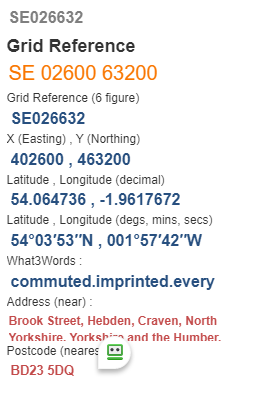 SE026632
Grid Reference
SE 02600 63200
Grid Reference (6 figure)
SE026632
X (Easting) , Y (Northing)
402600 , 463200
Latitude , Longitude (decimal)
54.064736 , -1.9617672
Latitude , Longitude (degs, mins, secs)
54°03′53″N , 001°57′42″W
What3Words :
commuted.imprinted.every
Address (near) :
Brook Street, Hebden, Craven, North
Yorkshire, Yorkshire and the Humber,
Postcode (neares
BD23 5DQ